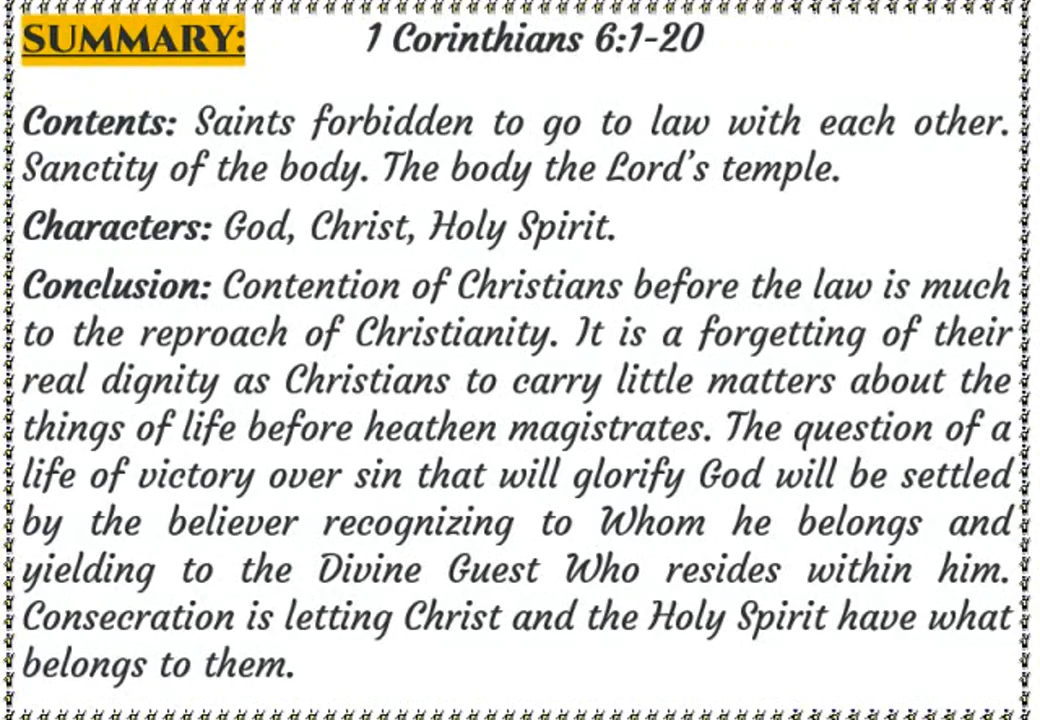 SUMMARY: 1 Corinthians 6:1-20
Contents: Saints forbidden to go to law with each other.
Sanctity of the body. The body the Lord's temple.
Characters: God, Christ, Holy Spirit.
Conclusion: Contention of Christians before the law is much
to the reproach of Christianity. It is a forgetting of their
real dignity as Christians to carry little matters about the
things of life before heathen magistrates. The question of a
life of victory over sin that will glorify God will be settled
by the believer recognizing to Whom he belongs and
yielding to the Divine Guest Who resides within him.
Consecration is letting Christ and the Holy Spirit have what
belongs to them.